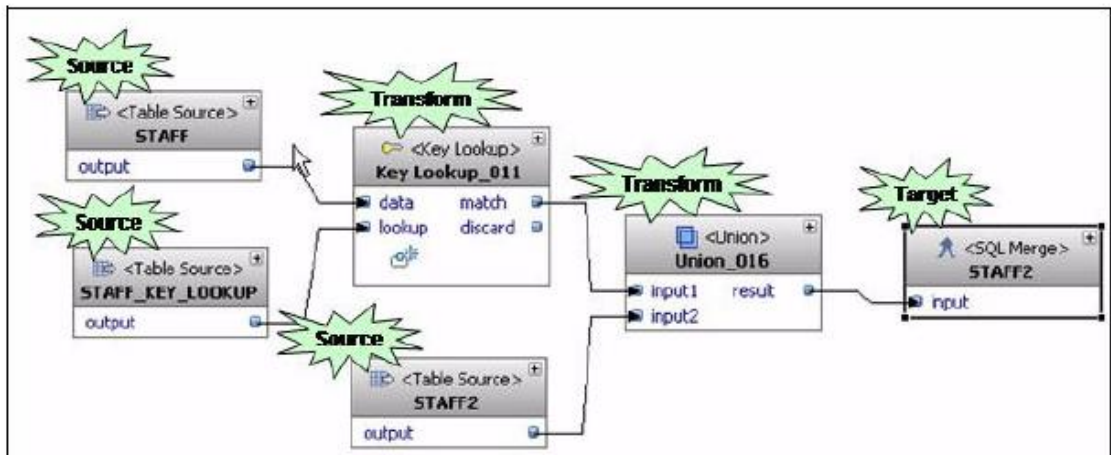 Source
<Table Source>
STAFF
output
Transform
<Key Lookup>
Key Lookup_011
data match
lookup discard
Source
<Table Source>
STAFF_KEY_LOOKUP
output
Source
<Table Source>
STAFF2
output
Transform
<Union>
Union_016
input1 result
input2
Target
<SQL Merge>
STAFF2
input